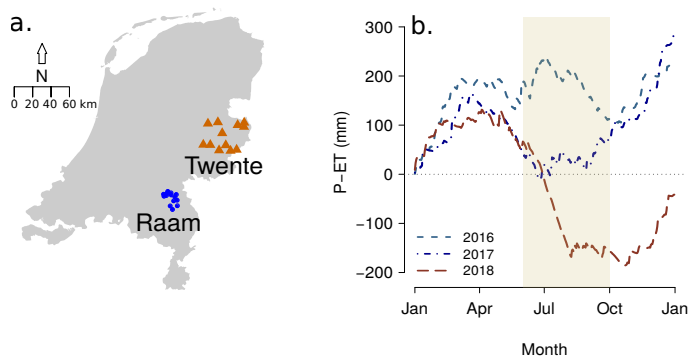 a.
N
0 20 40 60 km
Twente
Raam
b.
P−ET (mm)
300
200
100
0
−100
−200
2016
2017
2018
Jan Apr Jul Oct Jan
Month